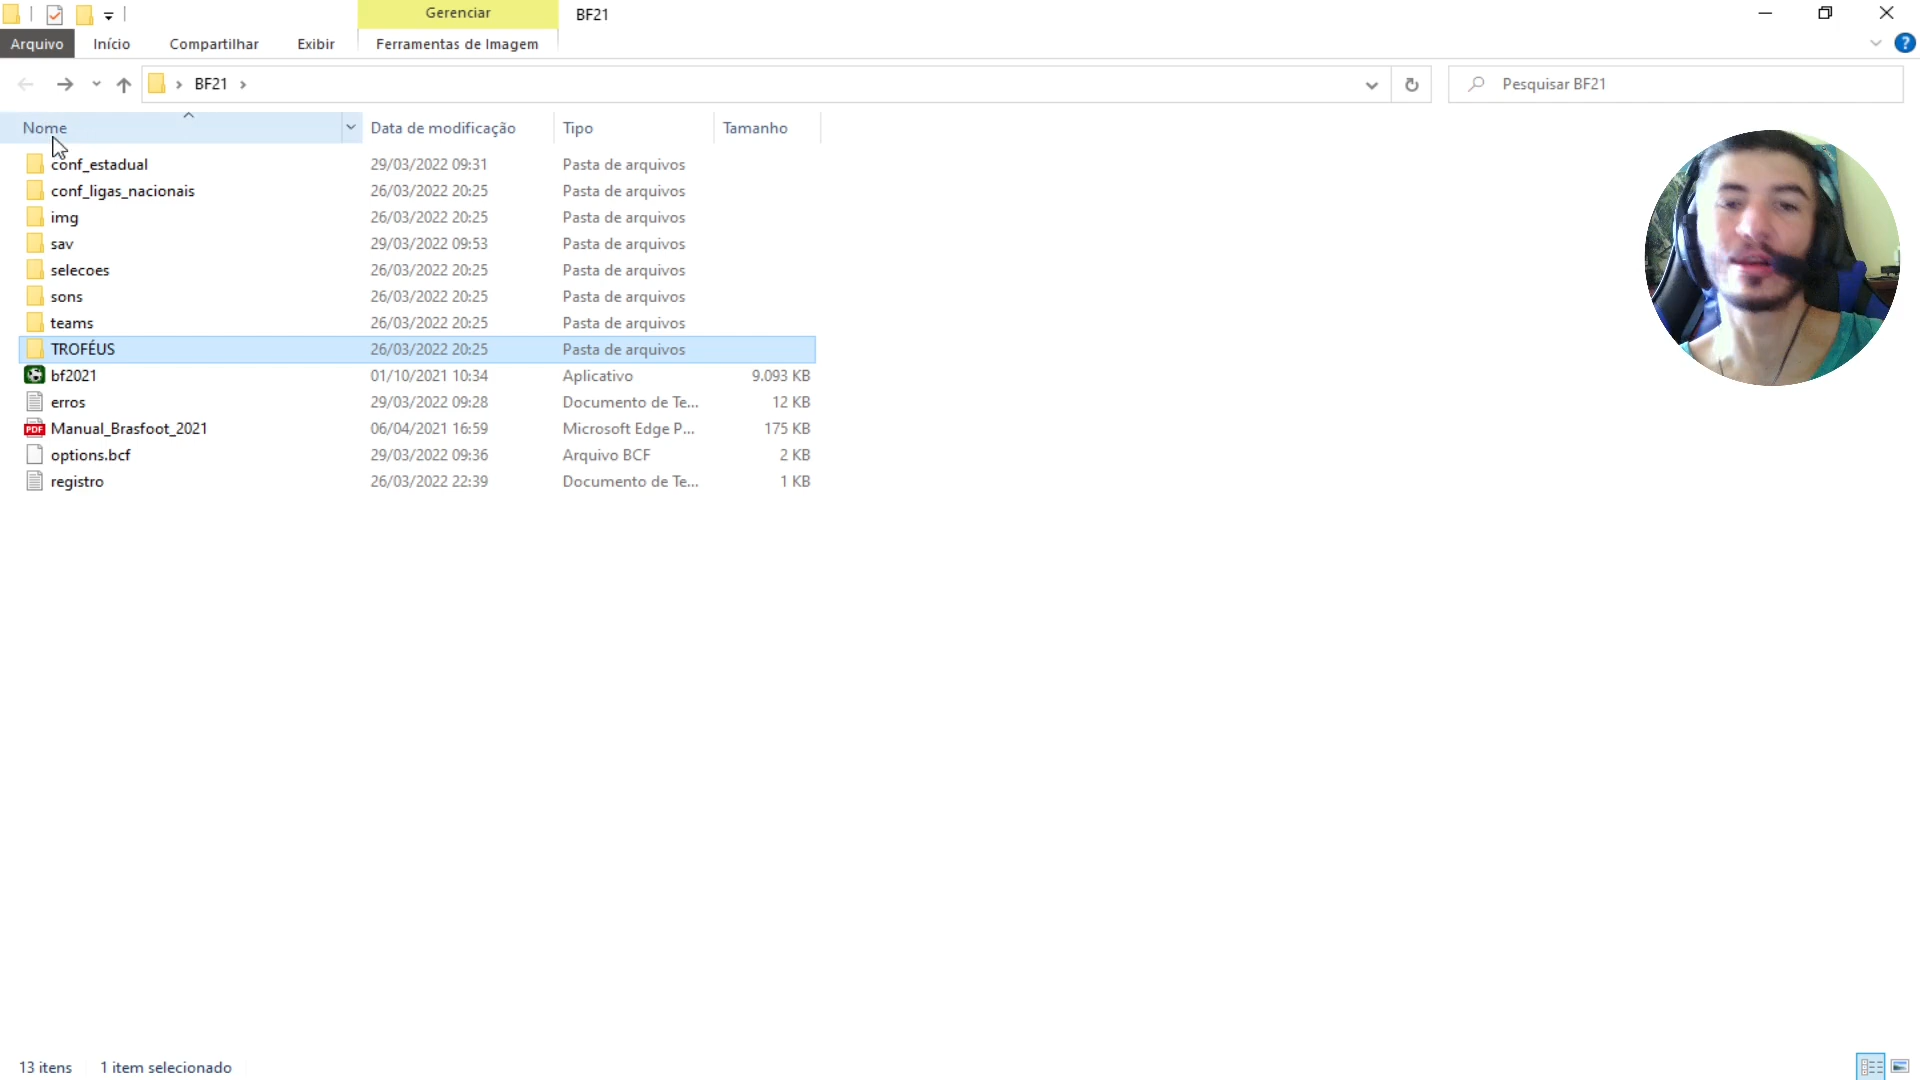 Gerenciar BF21
Arquivo Início Compartilhar Exibir Ferramentas de Imagem ?
BF21 Pesquisar BF21
Nome Data de modificação Tipo Tamanho
conf_estadual 29/03/2022 09:31 Pasta de arquivos
conf_ligas_nacionais 26/03/2022 20:25 Pasta de arquivos
img 26/03/2022 20:25 Pasta de arquivos
sav 29/03/2022 09:53 Pasta de arquivos
selecoes 26/03/2022 20:25 Pasta de arquivos
sons 26/03/2022 20:25 Pasta de arquivos
teams 26/03/2022 20:25 Pasta de arquivos
TROFÉUS 26/03/2022 20:25 Pasta de arquivos
bf2021 01/10/2021 10:34 Aplicativo 9.093 KB
erros 29/03/2022 09:28 Documento de Te... 12 KB
PDF Manual_Brasfoot_2021 06/04/2021 16:59 Microsoft Edge P... 175 KB
options.bcf 29/03/2022 09:36 Arquivo BCF 2 KB
registro 26/03/2022 22:39 Documento de Te... 1 KB
13 itens 1 item selecionado